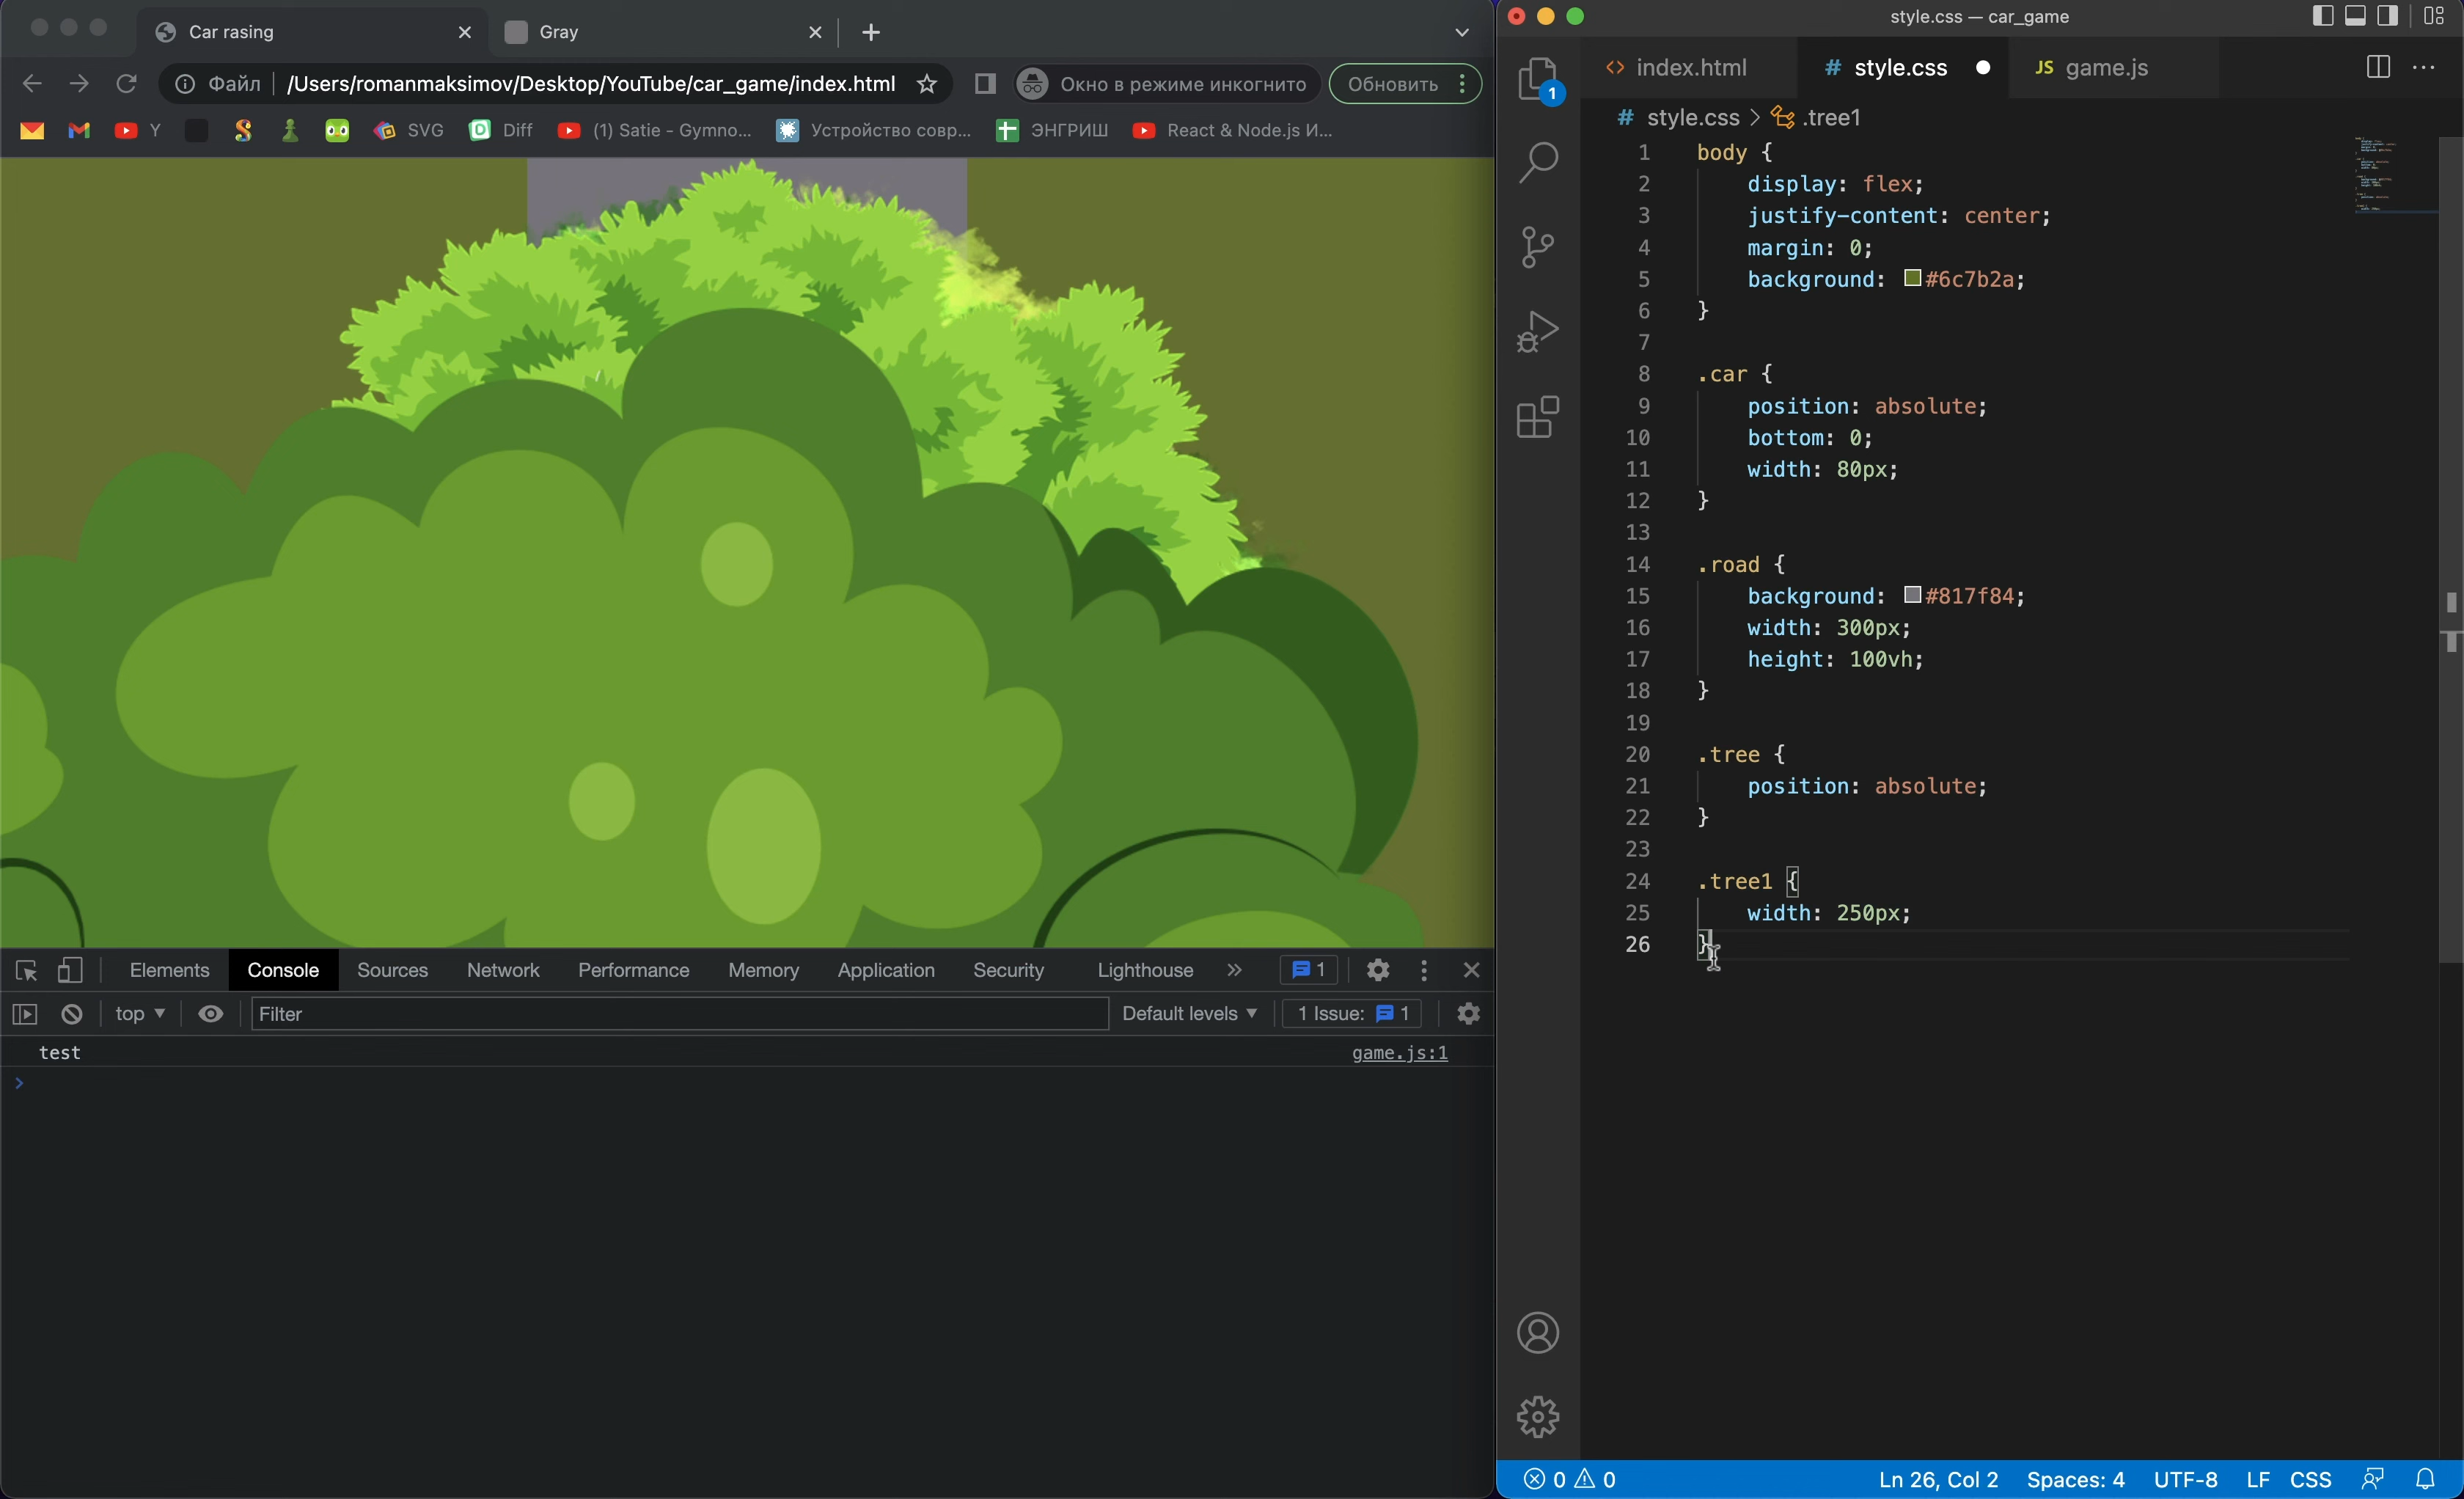 Car rasing
Gray
Файл
/Users/romanmaksimov/Desktop/YouTube/car_game/index.html
Окно в режиме инкогнито
Обновить
Y
SVG
Diff
(1) Satie - Gymno...
Устройство совр...
ЭНГРИШ
React & Node.js И...
Elements
Console
Sources
Network
Performance
Memory
Application
Security
Lighthouse
1
top
Filter
Default levels
1 Issue: 1
test
game.js:1
style.css — car_game
1
index.html
# style.css
JS game.js
# style.css > .tree1
1 body {
2 display: flex;
3 justify-content: center;
4 margin: 0;
5 background: #6c7b2a;
6 }
7
8 .car {
9 position: absolute;
10 bottom: 0;
11 width: 80px;
12 }
13
14 .road {
15 background: #817f84;
16 width: 300px;
17 height: 100vh;
18 }
19
20 .tree {
21 position: absolute;
22 }
23
24 .tree1 {
25 width: 250px;
26 }
0 0
Ln 26, Col 2
Spaces: 4
UTF-8
LF
CSS